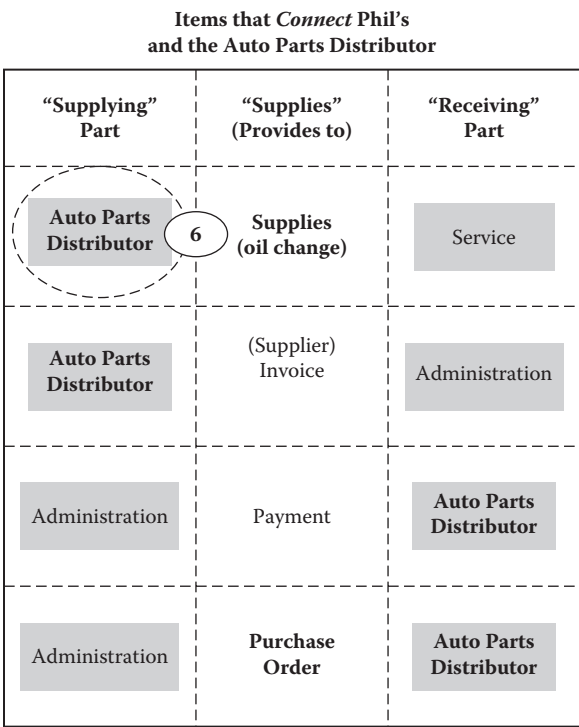 Items that Connect Phil's
and the Auto Parts Distributor
“Supplying”
Part
“Supplies”
(Provides to)
“Receiving”
Part
Auto Parts
Distributor
6
Supplies
(oil change)
Service
Auto Parts
Distributor
(Supplier)
Invoice
Administration
Administration
Payment
Auto Parts
Distributor
Administration
Purchase
Order
Auto Parts
Distributor